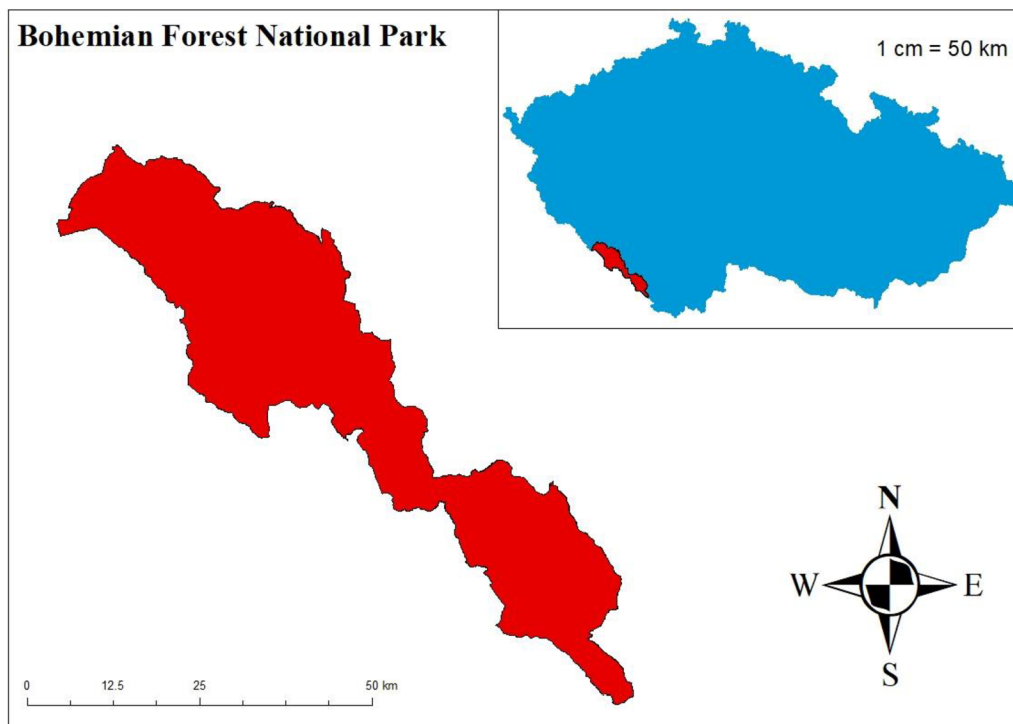 Bohemian Forest National Park
1 cm = 50 km
N
W E
S
0 12.5 25 50 km